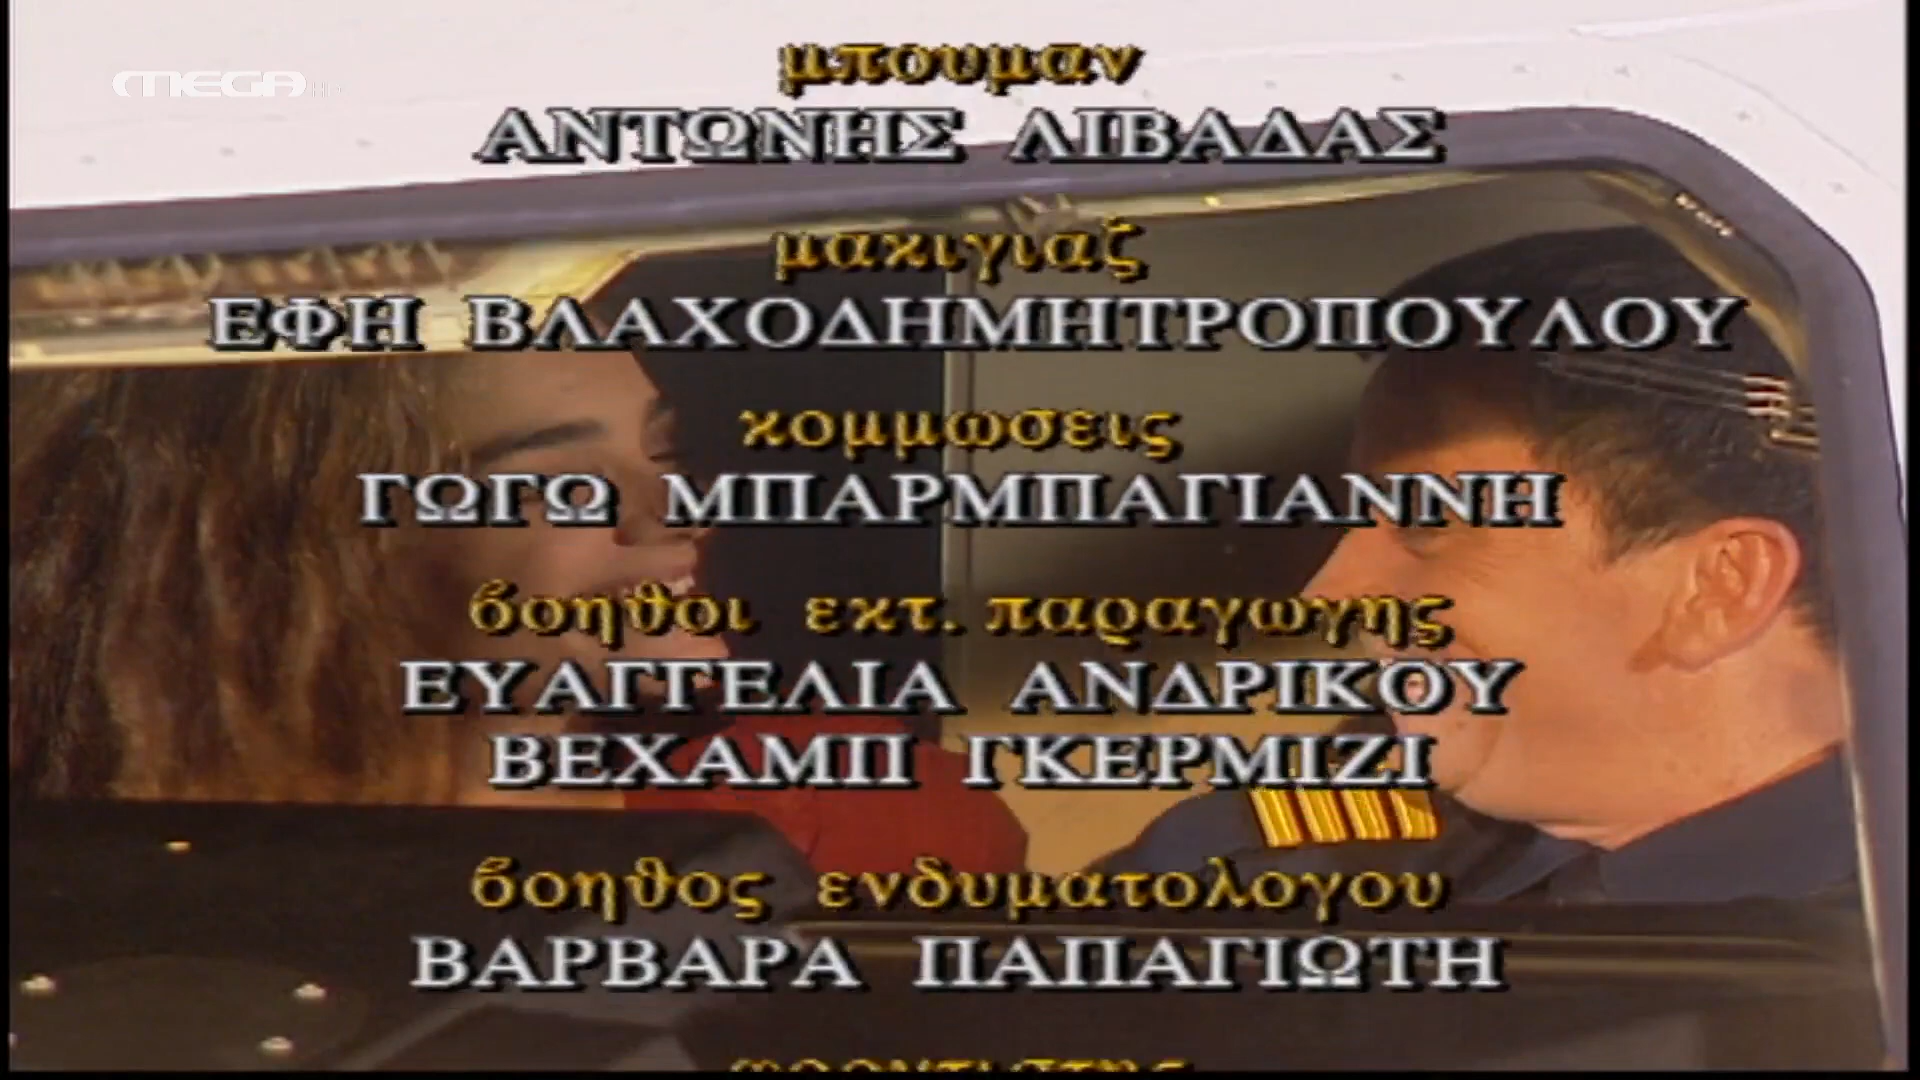 MEGA HD
μπουμαν
ΑΝΤΩΝΗΣ ΛΙΒΑΔΑΣ
μακιγιαζ
ΕΦΗ ΒΛΑΧΟΔΗΜΗΤΡΟΠΟΥΛΟΥ
κομμωσεις
ΓΩΓΩ ΜΠΑΡΜΠΑΓΙΑΝΝΗ
βοηθοι εκτ. παραγωγης
ΕΥΑΓΓΕΛΙΑ ΑΝΔΡΙΚΟΥ
ΒΕΧΑΜΠ ΓΚΕΡΜΙΖΙ
βοηθος ενδυματολογου
ΒΑΡΒΑΡΑ ΠΑΠΑΓΙΩΤΗ